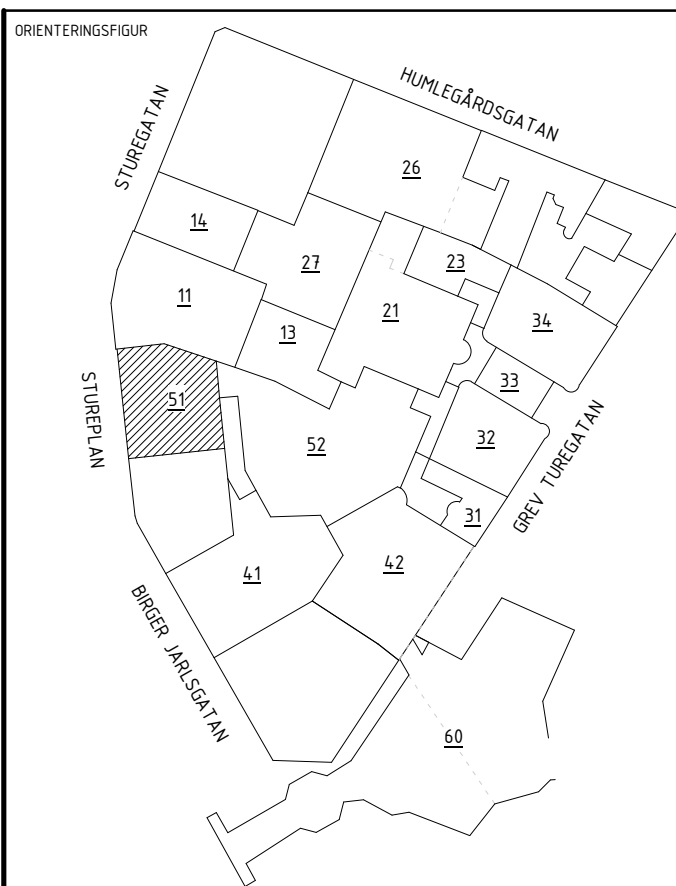 ORIENTERINGSFIGUR
HUMLEGÅRDSGATAN
STUREGATAN
26
14
27
23
11
21
34
13
33
51
STUREPLAN
32
52
GREV TUREGATAN
31
42
41
BIRGER JARLSGATAN
60